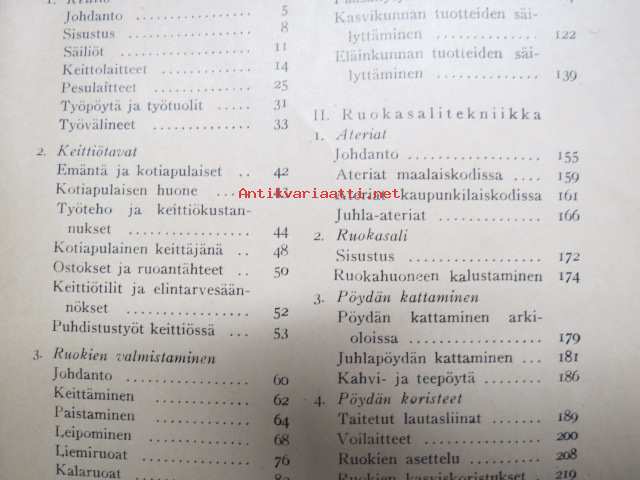 1. Keittiö
Johdanto 5
Sisustus 8
Säiliöt 11
Keittolaitteet 14
Pesulaitteet 25
Työpöytä ja työtuolit 31
Työvälineet 33
2. Keittiötavat
Emäntä ja kotiapulaiset 42
Kotiapulaisen huone
Työteho ja keittiökustan-
nukset 44
Kotiapulainen keittäjänä 48
Ostokset ja ruoantähteet 50
Keittiötilit ja elintarvesään-
nökset 52
Puhdistustyöt keittiössä 53
3. Ruokien valmistaminen
Johdanto 60
Keittäminen 62
Paistaminen 64
Leipominen 68
Liemiruoat 76
Kalaruoat
Kasvikunnan tuotteiden säi-
lyttäminen 122
Eläinkunnan tuotteiden säi-
lyttäminen 139
II. Ruokasalitekniikka
1. Ateriat
Johdanto 155
Ateriat maalaiskodissa 159
Ateriat kaupunkilaiskodissa 161
Juhla-ateriat 166
2. Ruokasali
Sisustus 172
Ruokahuoneen kalustaminen 174
3. Pöydän kattaminen
Pöydän kattaminen arki-
oloissa 179
Juhlapöydän kattaminen 181
Kahvi- ja teepöytä 186
4. Pöydän koristeet
Taitetut lautasliinat 189
Voilaitteet 200
Ruokien asettelu 208
Ruokien kasviskoristukset 219
Antikvariaatti.net